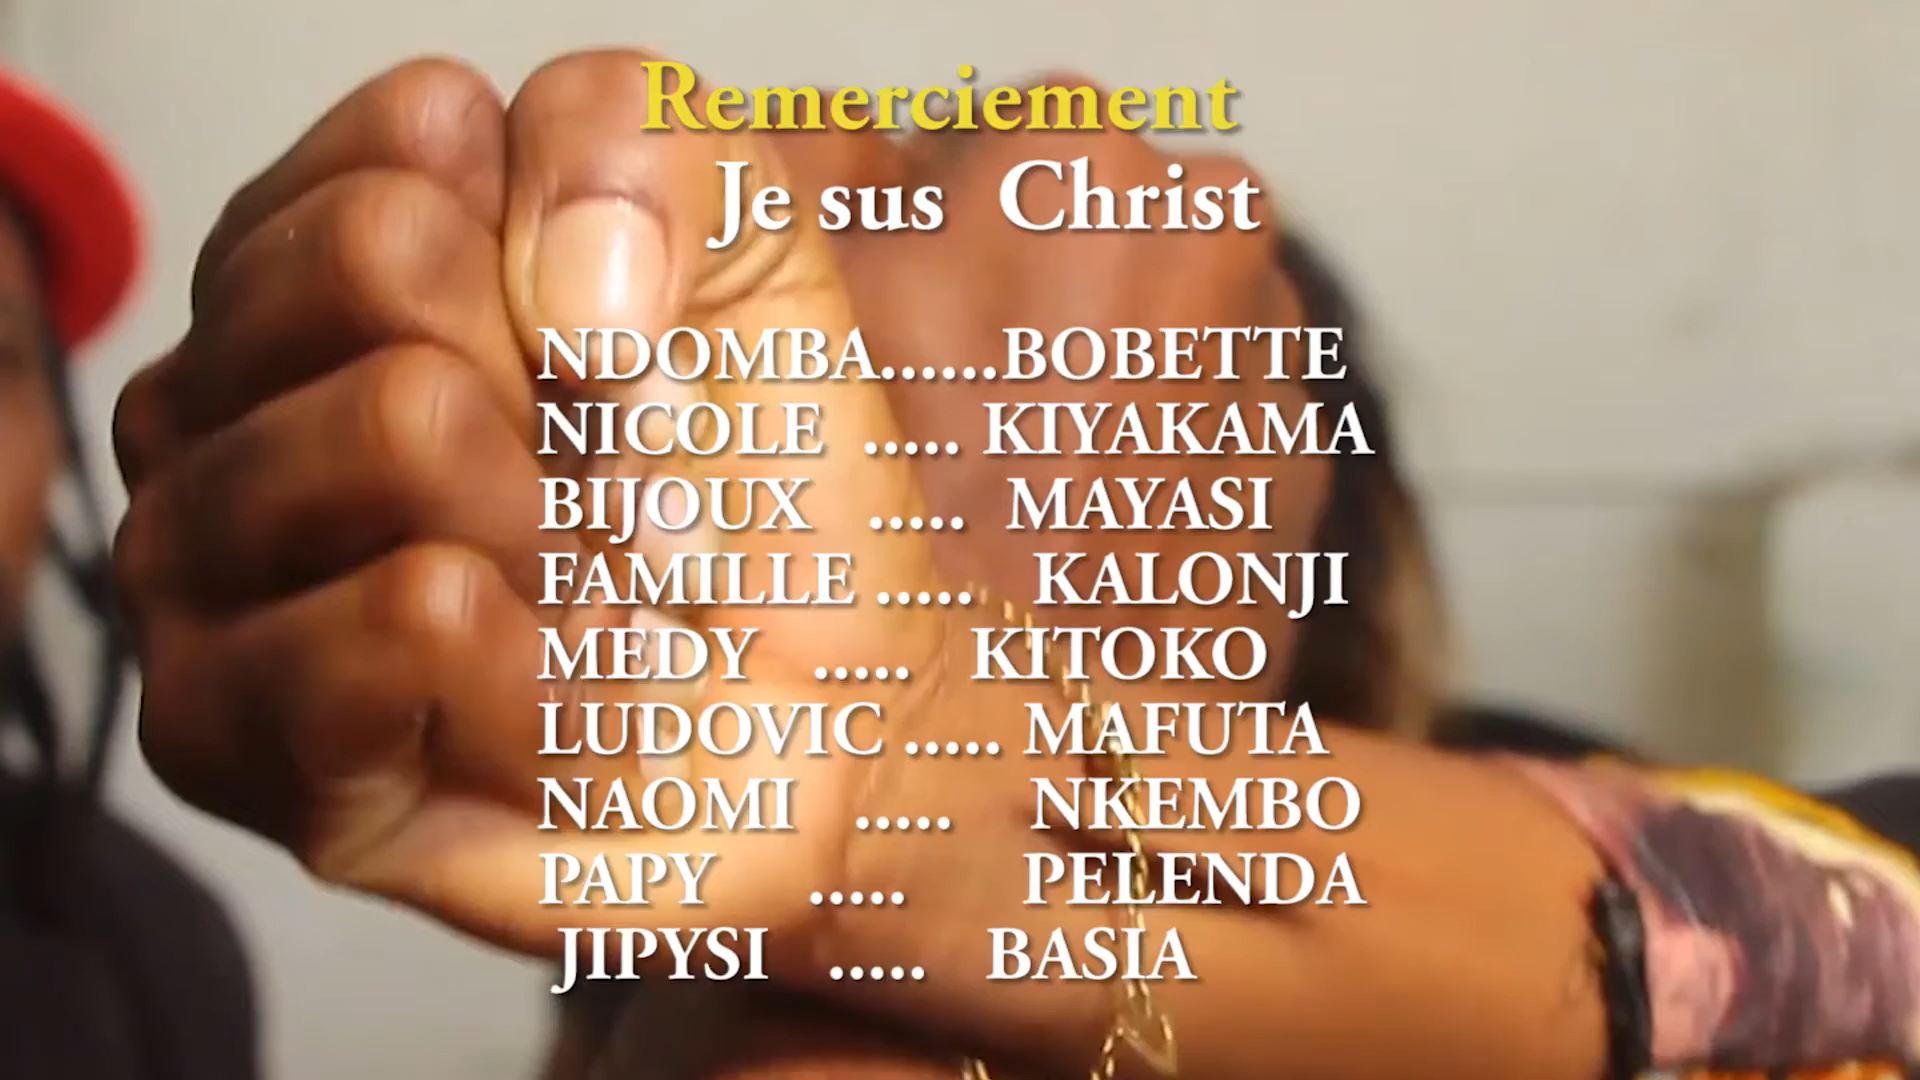 Remerciement
Je sus Christ
NDOMBA......BOBETTE
NICOLE ..... KIYAKAMA
BIJOUX ..... MAYASI
FAMILLE ..... KALONJI
MEDY ..... KITOKO
LUDOVIC ..... MAFUTA
NAOMI ..... NKEMBO
PAPY ..... PELENDA
JIPYSI ..... BASIA